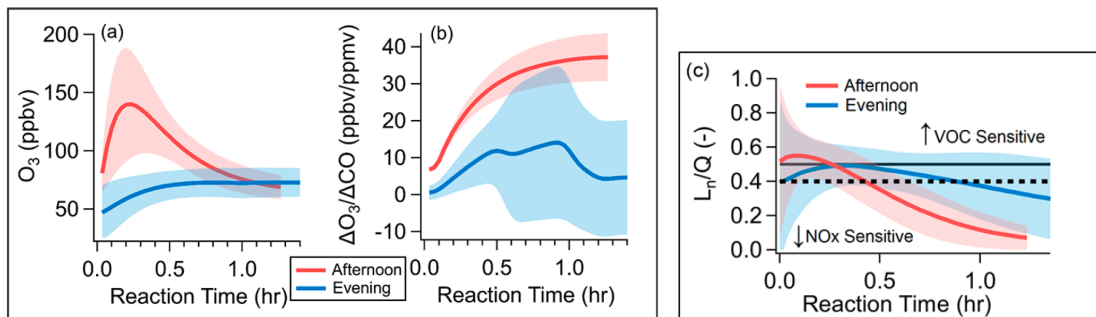 (a)
O₃ (ppbv)
200
150
100
50
0.0 0.5 1.0
Reaction Time (hr)
(b)
ΔO₃/ΔCO (ppbv/ppmv)
40
30
20
10
0
-10
0.0 0.5 1.0
Reaction Time (hr)
Afternoon
Evening
(c)
Lₙ/Q (-)
1.0
0.8
0.6
0.4
0.2
0.0
Afternoon
Evening
↑ VOC Sensitive
↓ NOx Sensitive
0.0 0.5 1.0
Reaction Time (hr)